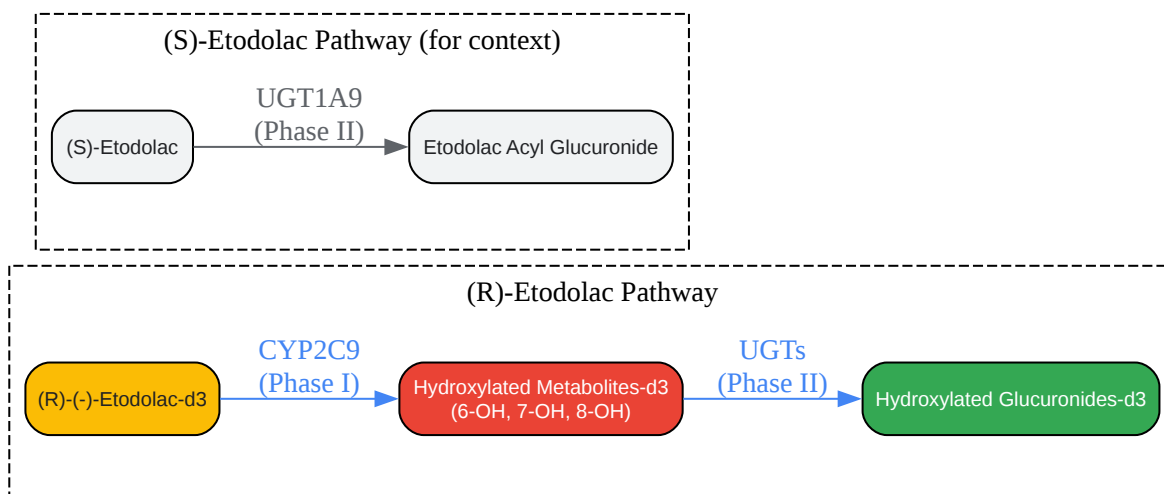 (S)-Etodolac Pathway (for context)
UGT1A9
(Phase II)
(S)-Etodolac
Etodolac Acyl Glucuronide
(R)-Etodolac Pathway
CYP2C9
(Phase I)
UGTs
(Phase II)
(R)-(-)-Etodolac-d3
Hydroxylated Metabolites-d3
(6-OH, 7-OH, 8-OH)
Hydroxylated Glucuronides-d3